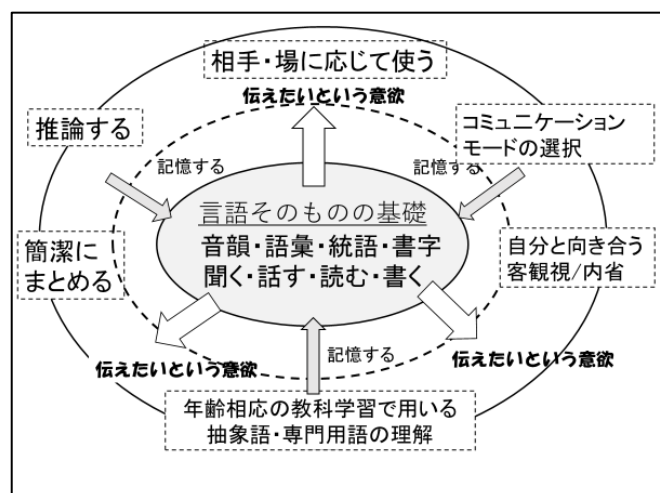 相手・場に応じて使う
伝えたいという意欲
推論する
コミュニケーション
モードの選択
記憶する
記憶する
言語そのものの基礎
音韻・語彙・統語・書字
聞く・話す・読む・書く
簡潔に
まとめる
自分と向き合う
客観視/内省
記憶する
伝えたいという意欲
伝えたいという意欲
年齢相応の教科学習で用いる
抽象語・専門用語の理解